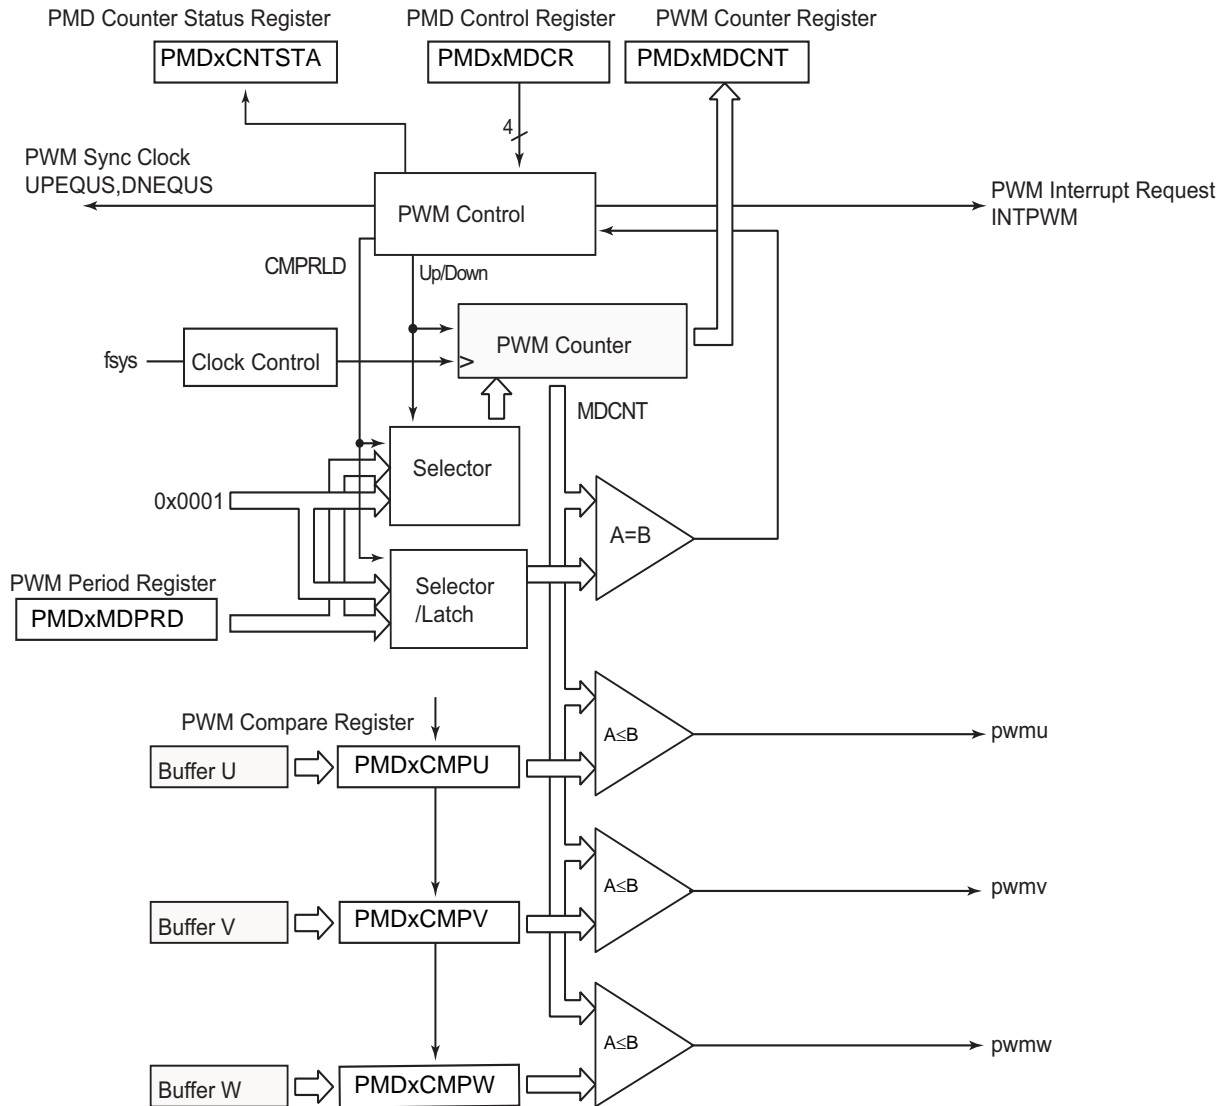 PMD Counter Status Register
PMD Control Register
PWM Counter Register
PMDxCNTSTA
PMDxMDCR
PMDxMDCNT
4
PWM Sync Clock
UPEQUS,DNEQUS
PWM Control
PWM Interrupt Request
INTPWM
CMPRLD
Up/Down
fsys
Clock Control
>
PWM Counter
MDCNT
Selector
0x0001
A=B
PWM Period Register
PMDxMDPRD
Selector
/Latch
PWM Compare Register
Buffer U
PMDxCMPU
A≤B
pwmu
Buffer V
PMDxCMPV
A≤B
pwmv
Buffer W
PMDxCMPW
A≤B
pwmw